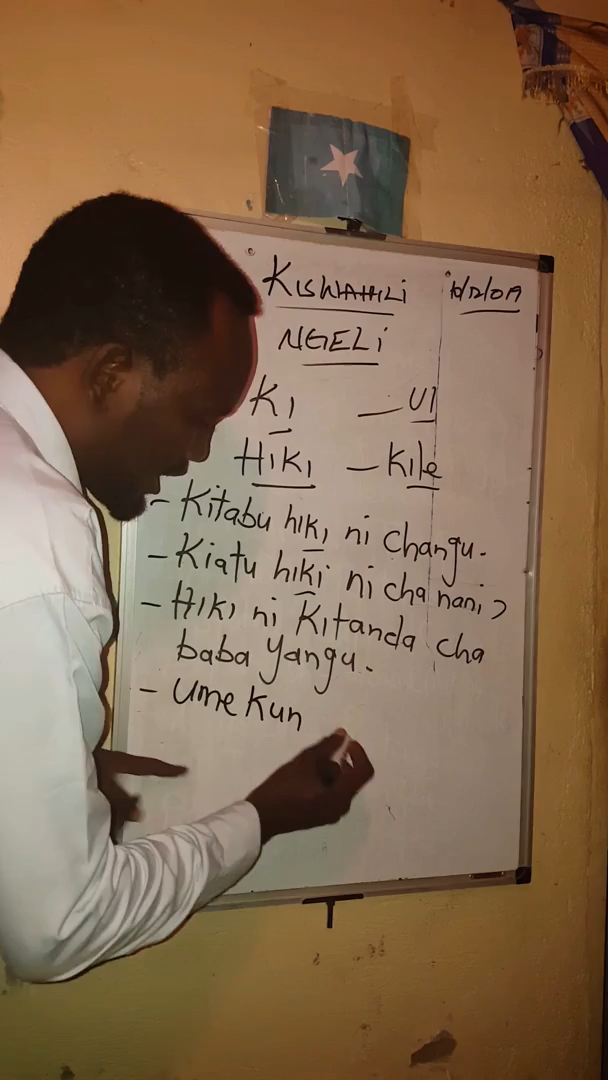 KISWAHILI
NGELI
KI — UI
HIKI — Kile
- Kitabu hiki ni changu.
- Kiatu hiki ni cha nani?
- HIKI ni Kitanda cha
baba yangu.
- Umekun